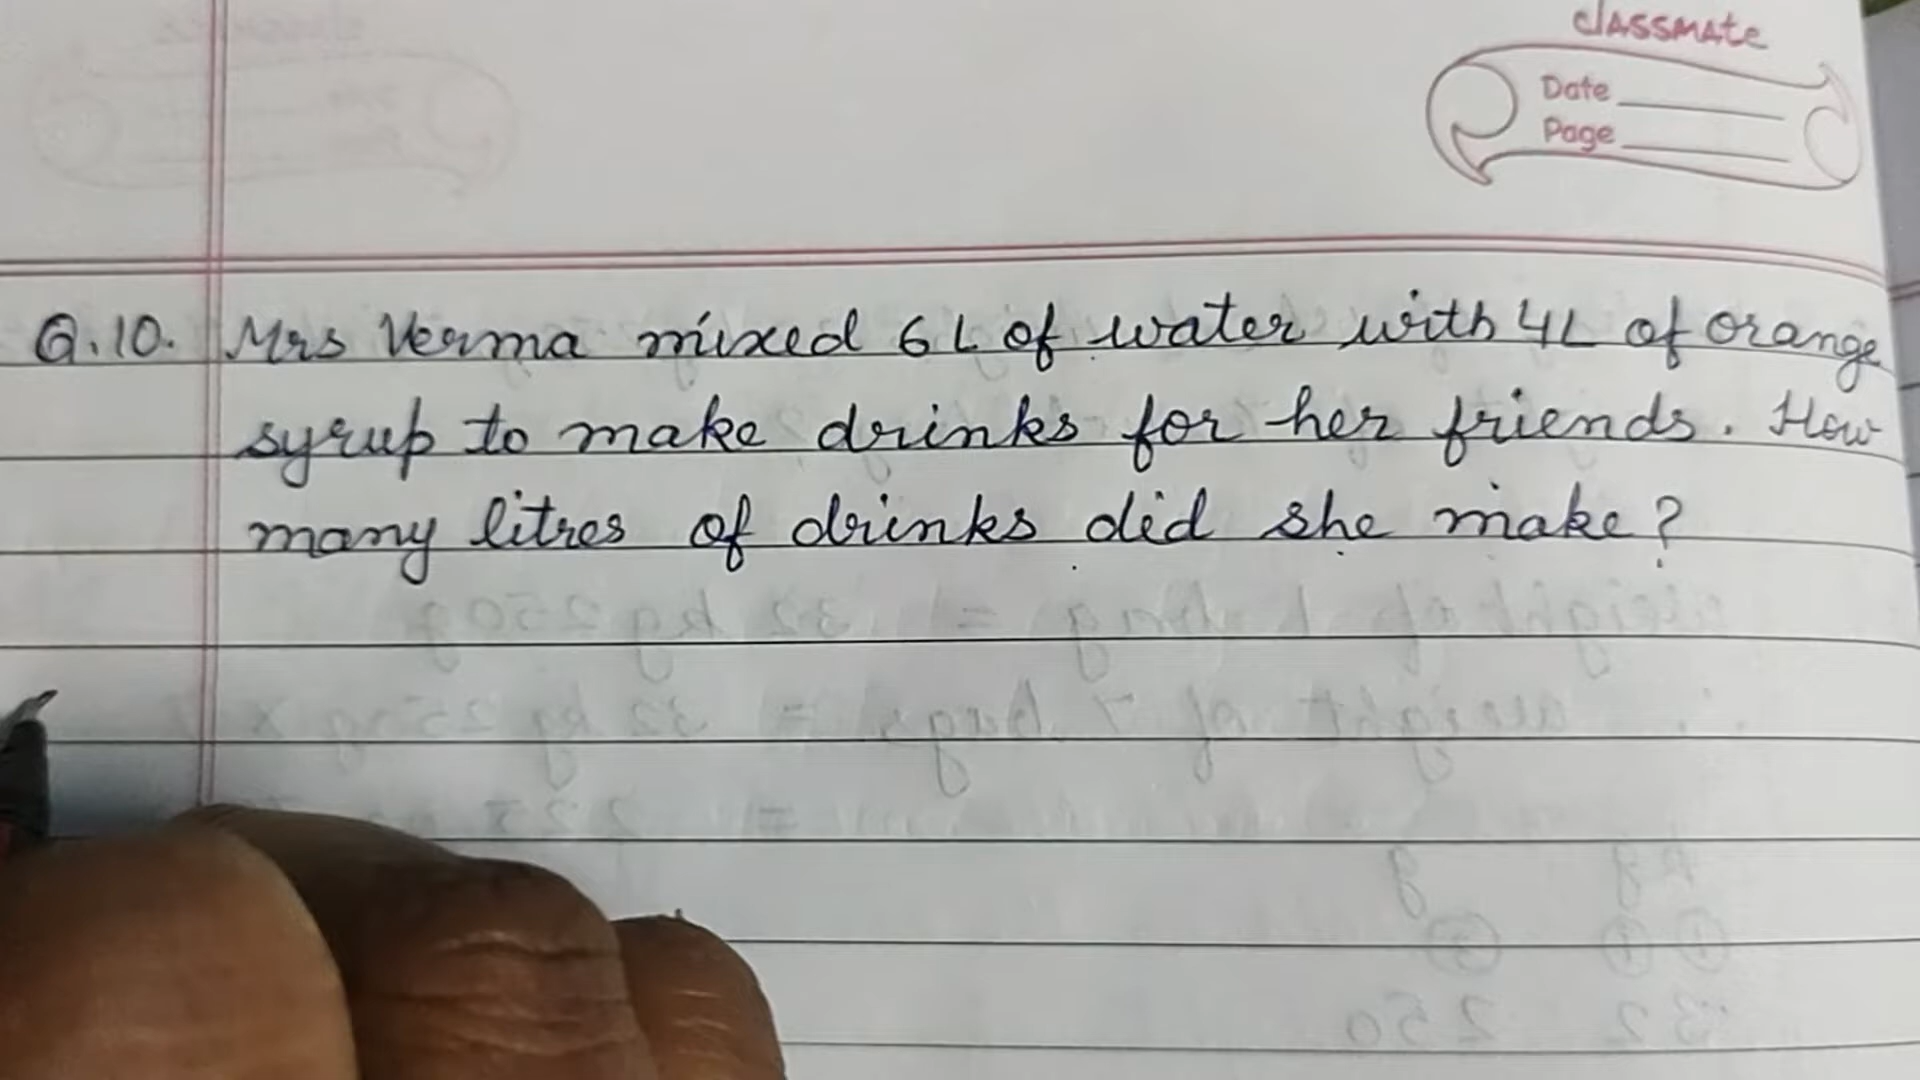 classmate
Date
Page
Q.10. Mrs Verma mixed 6L of water with 4L of orange
syrup to make drinks for her friends. How
many litres of drinks did she make?